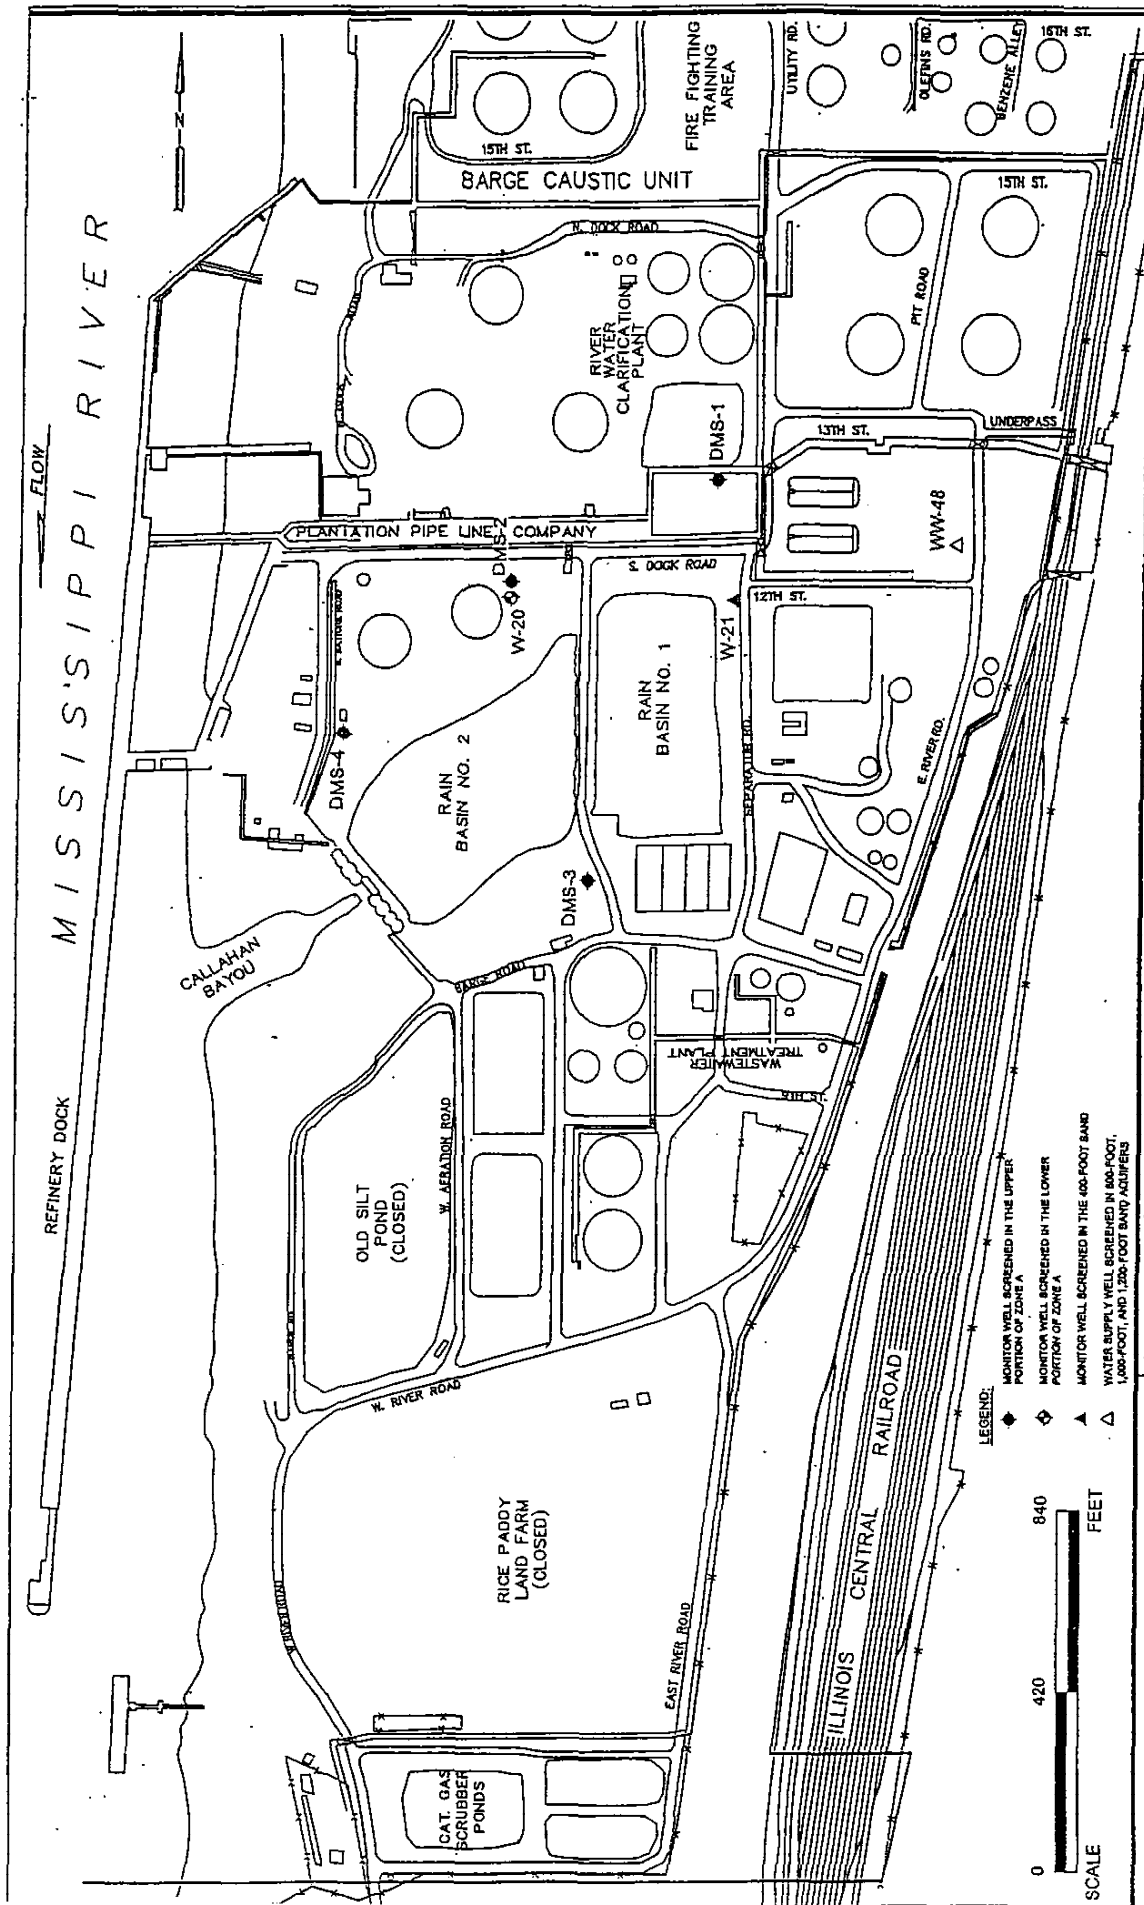 N
MISSISSIPPI RIVER
FLOW
REFINERY DOCK
15TH ST.
BARGE CAUSTIC UNIT
FIRE FIGHTING
TRAINING
AREA
UTILITY RD.
OLEFINS RD.
BENZENE ALLEY
16TH ST.
15TH ST.
N. DOCK ROAD
PIT ROAD
RIVER
WATER
CLARIFICATION
PLANT
DMS-1
13TH ST.
UNDERPASS
PLANTATION PIPE LINE COMPANY
DMS-2
W-20
S. DOCK ROAD
12TH ST.
WW-48
W-21
DMS-4
RAIN
BASIN NO. 2
RAIN
BASIN NO. 1
SEPARATOR RD.
E. RIVER RD.
DMS-3
CALLAHAN
BAYOU
BARGE ROAD
WASTEWATER
TREATMENT PLANT
W. AERATION ROAD
OLD SILT
POND
(CLOSED)
W. RIVER ROAD
W. RIVER ROAD
RICE PADDY
LAND FARM
(CLOSED)
EAST RIVER ROAD
CAT. GAS
SCRUBBER
PONDS
ILLINOIS CENTRAL RAILROAD
LEGEND:
MONITOR WELL SCREENED IN THE UPPER
PORTION OF ZONE A
MONITOR WELL SCREENED IN THE LOWER
PORTION OF ZONE A
MONITOR WELL SCREENED IN THE 400-FOOT SAND
WATER SUPPLY WELL SCREENED IN 800-FOOT,
1,000-FOOT, AND 1,200-FOOT SAND AQUIFERS
0 420 840
SCALE FEET